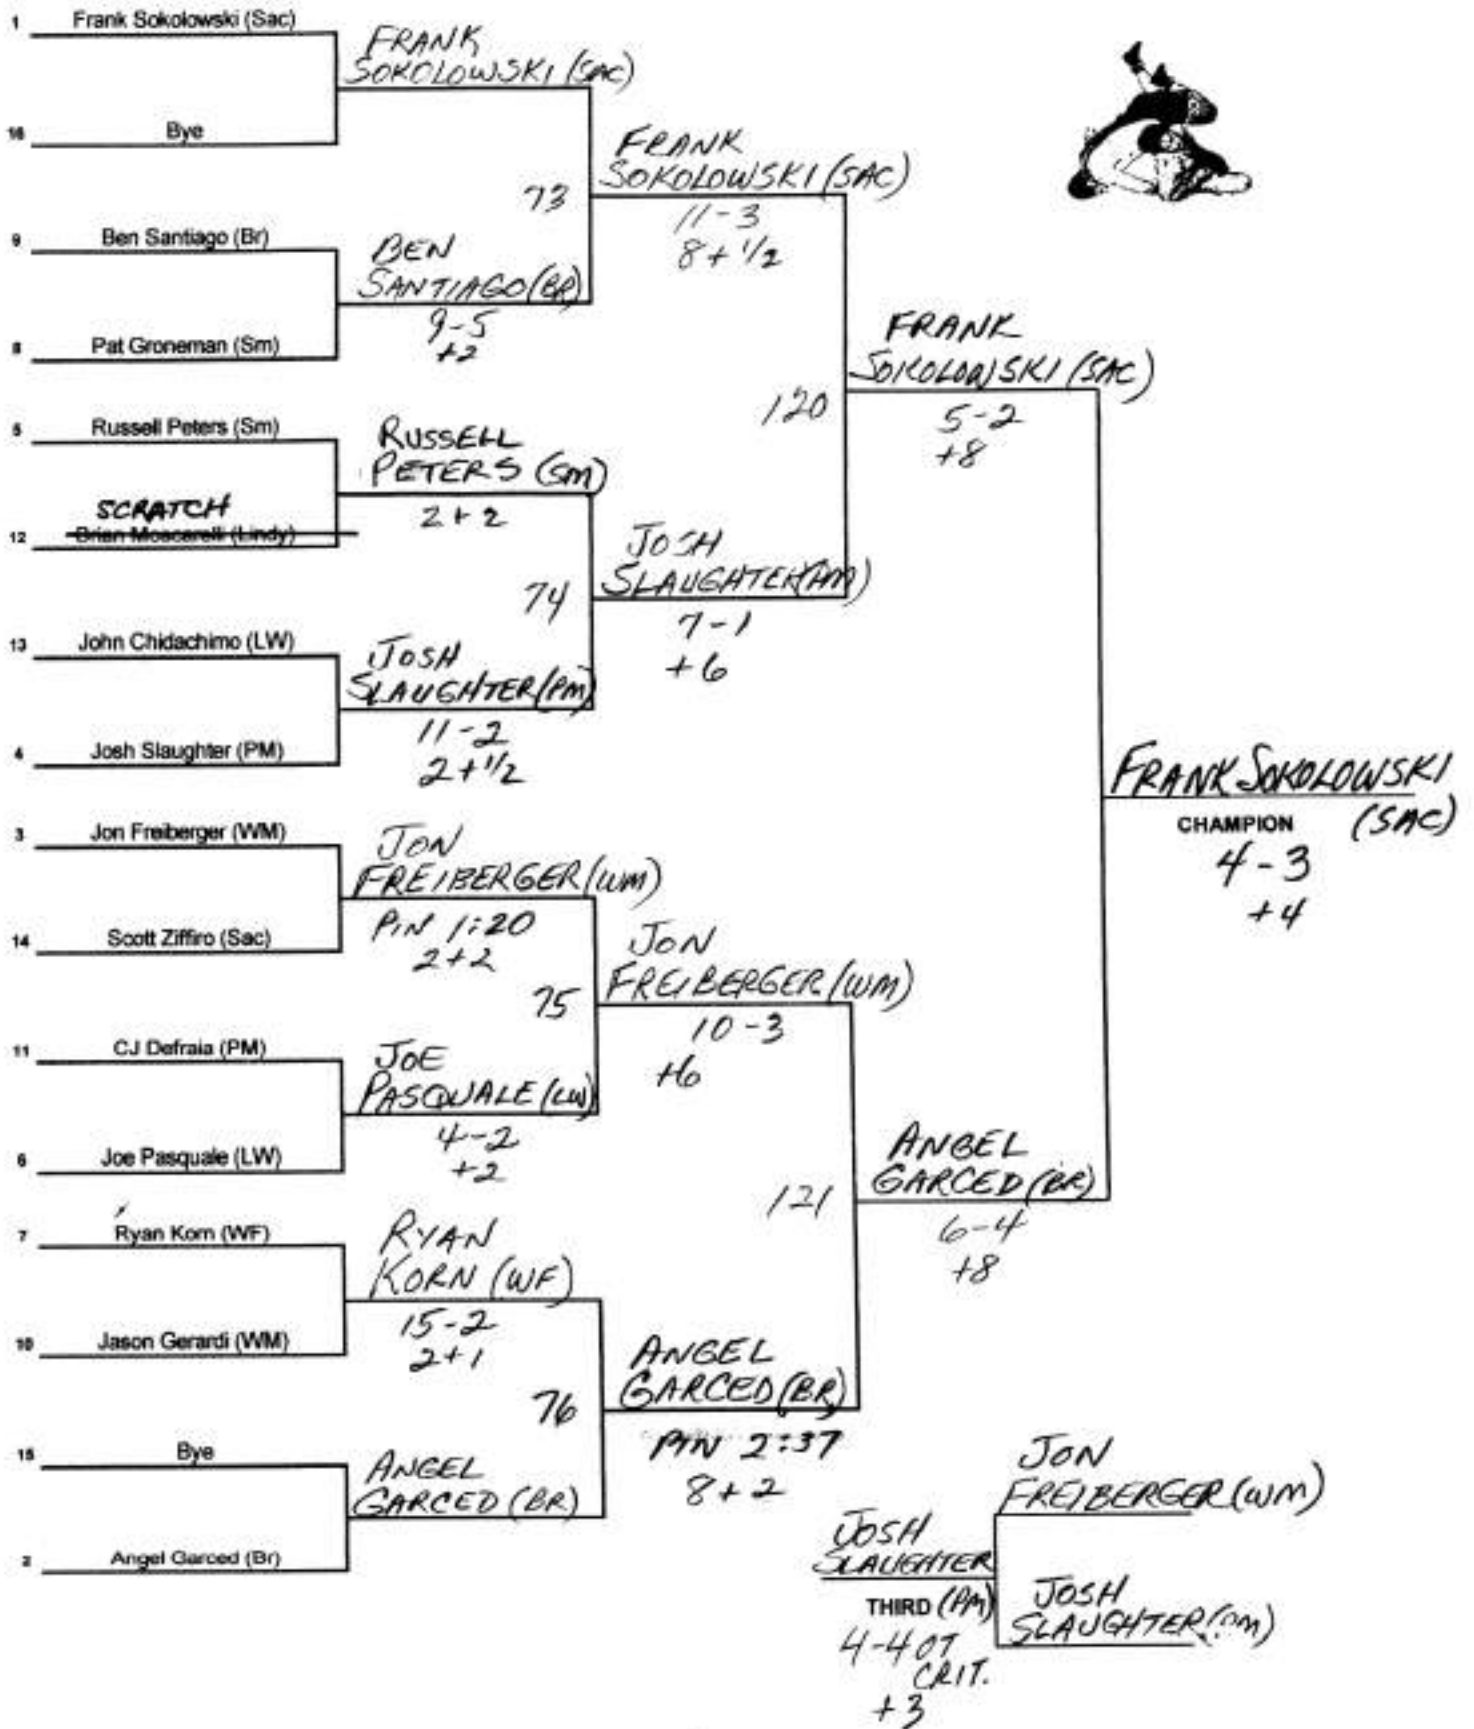 1 Frank Sokolowski (Sac)
16 Bye
9 Ben Santiago (Br)
8 Pat Groneman (Sm)
5 Russell Peters (Sm)
SCRATCH
12 Brian Moscarelli (Lindy)
13 John Chidachimo (LW)
4 Josh Slaughter (PM)
3 Jon Freiberger (WM)
14 Scott Ziffiro (Sac)
11 CJ Defraia (PM)
6 Joe Pasquale (LW)
7 Ryan Korn (WF)
10 Jason Gerardi (WM)
15 Bye
2 Angel Garced (Br)
FRANK
SOKOLOWSKI (SAC)
BEN
SANTIAGO (BR)
9-5
+2
RUSSELL
PETERS (SM)
2+2
JOSH
SLAUGHTER (PM)
11-2
2+1/2
JON
FREIBERGER (WM)
PIN 1:20
2+2
JOE
PASQUALE (LW)
4-2
+2
RYAN
KORN (WF)
15-2
2+1
ANGEL
GARCED (BR)
73
74
75
76
FRANK
SOKOLOWSKI (SAC)
11-3
8+1/2
JOSH
SLAUGHTER (PM)
7-1
+6
JON
FREIBERGER (WM)
10-3
+6
ANGEL
GARCED (BR)
PIN 2:37
8+2
120
121
FRANK
SOKOLOWSKI (SAC)
5-2
+8
ANGEL
GARCED (BR)
6-4
+8
FRANK SOKOLOWSKI
(SAC)
CHAMPION
4-3
+4
JON
FREIBERGER (WM)
JOSH
SLAUGHTER (PM)
JOSH
SLAUGHTER
THIRD (PM)
4-4 OT
CRIT.
+3